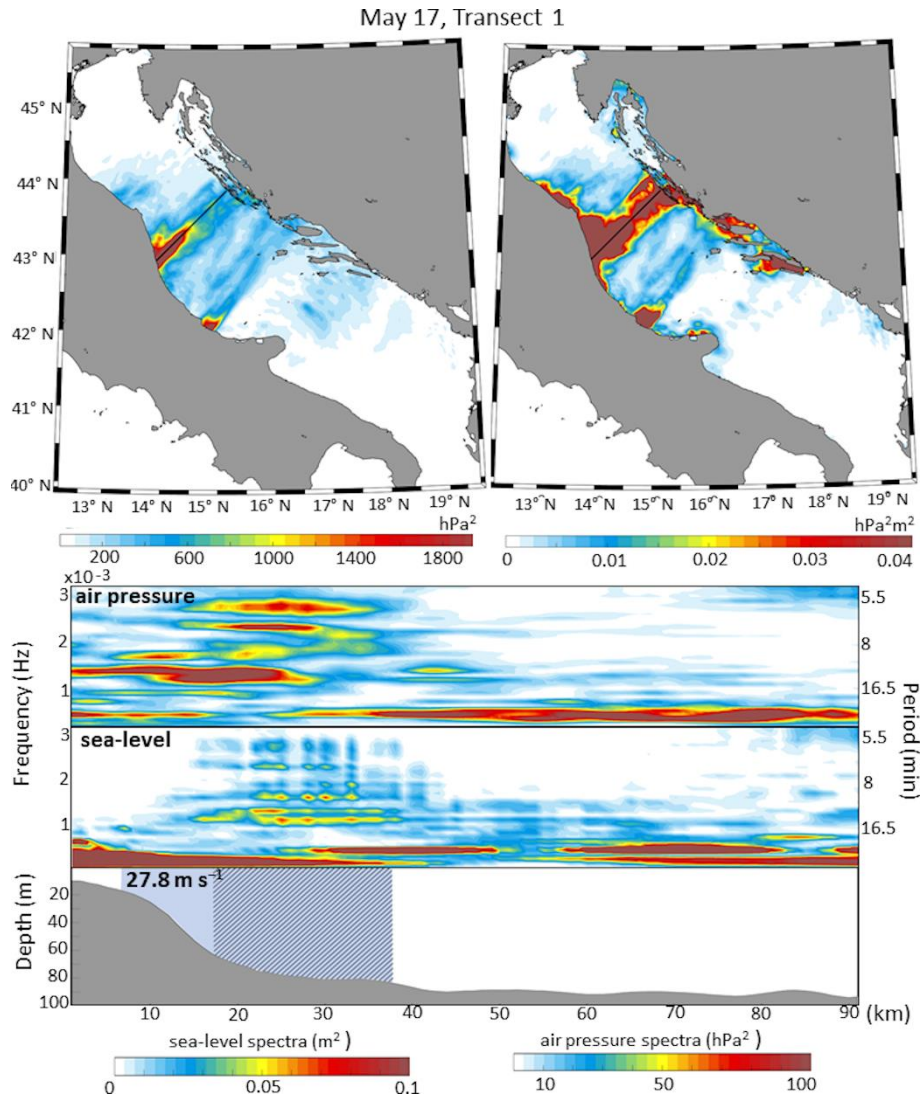 May 17, Transect 1
45° N
44° N
43° N
42° N
41° N
40° N
13° N 14° N 15° N 16° N 17° N 18° N 19° N
13° N 14° N 15° N 16° N 17° N 18° N 19° N
hPa² hPa²m²
200 600 1000 1400 1800
0 0.01 0.02 0.03 0.04
x10⁻³
air pressure
3 5.5
2 8
1 16.5
Frequency (Hz)
Period (min)
sea-level
3 5.5
2 8
1 16.5
27.8 m s⁻¹
Depth (m)
20
40
60
80
100
10 20 30 40 50 60 70 80 90 (km)
sea-level spectra (m²) air pressure spectra (hPa²)
0 0.05 0.1
10 50 100